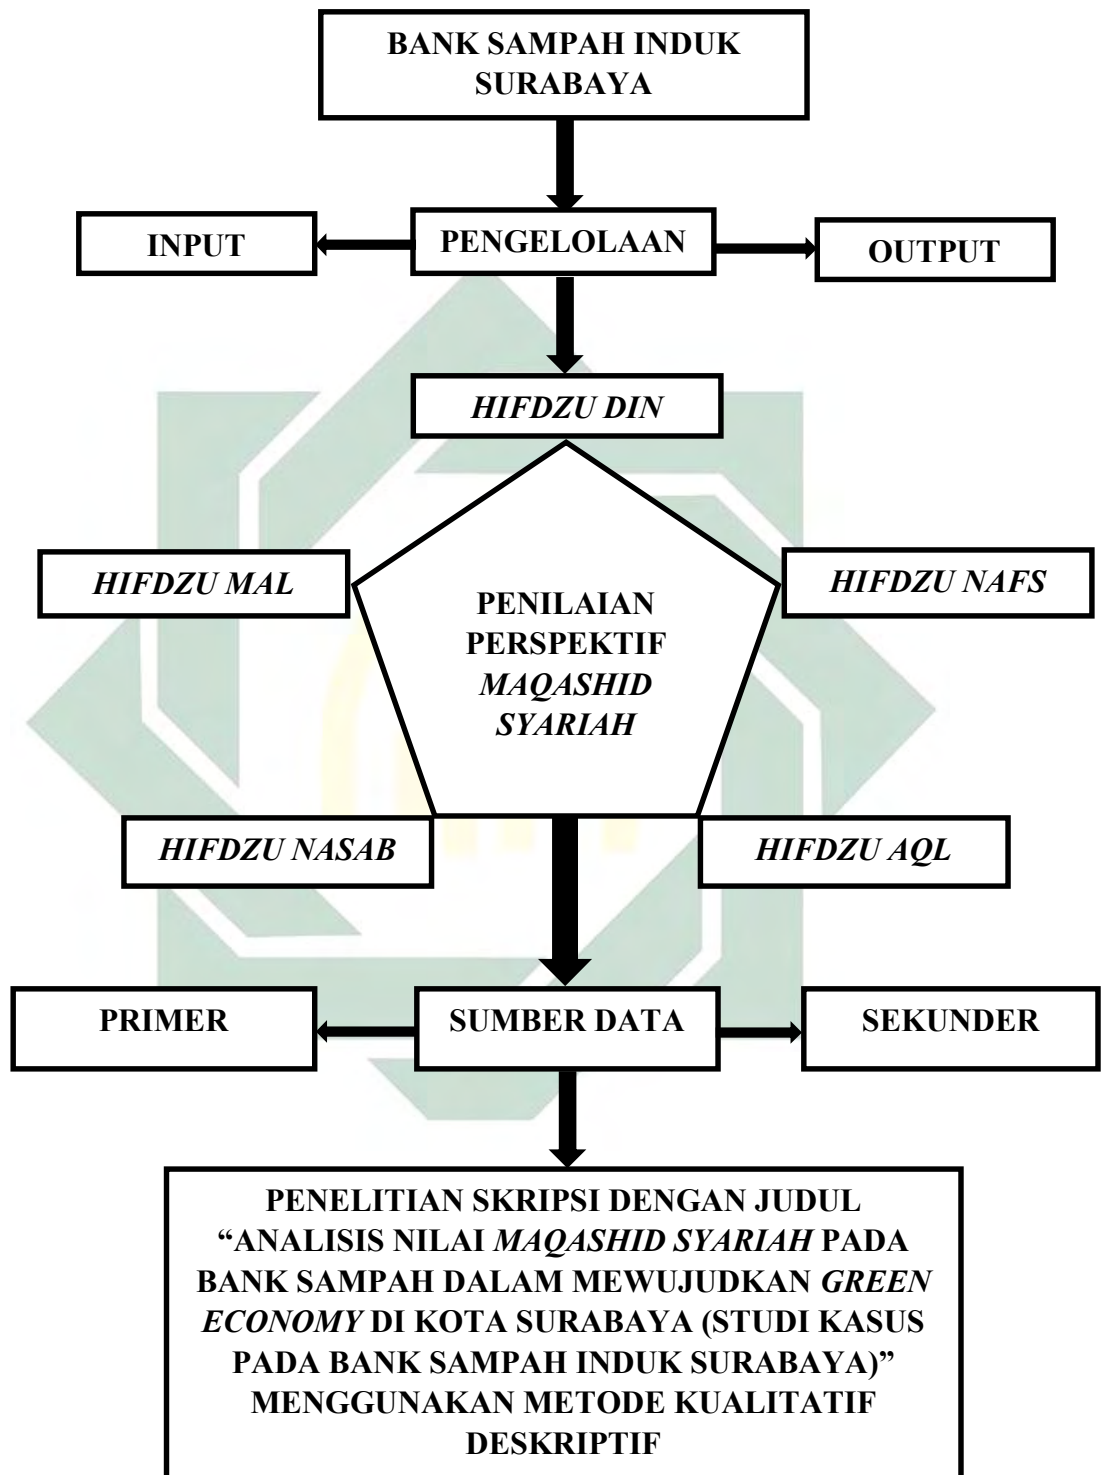 BANK SAMPAH INDUK
SURABAYA
INPUT
PENGELOLAAN
OUTPUT
HIFDZU DIN
HIFDZU MAL
HIFDZU NAFS
PENILAIAN
PERSPEKTIF
MAQASHID
SYARIAH
HIFDZU NASAB
HIFDZU AQL
PRIMER
SUMBER DATA
SEKUNDER
PENELITIAN SKRIPSI DENGAN JUDUL
“ANALISIS NILAI MAQASHID SYARIAH PADA
BANK SAMPAH DALAM MEWUJUDKAN GREEN
ECONOMY DI KOTA SURABAYA (STUDI KASUS
PADA BANK SAMPAH INDUK SURABAYA)”
MENGGUNAKAN METODE KUALITATIF
DESKRIPTIF